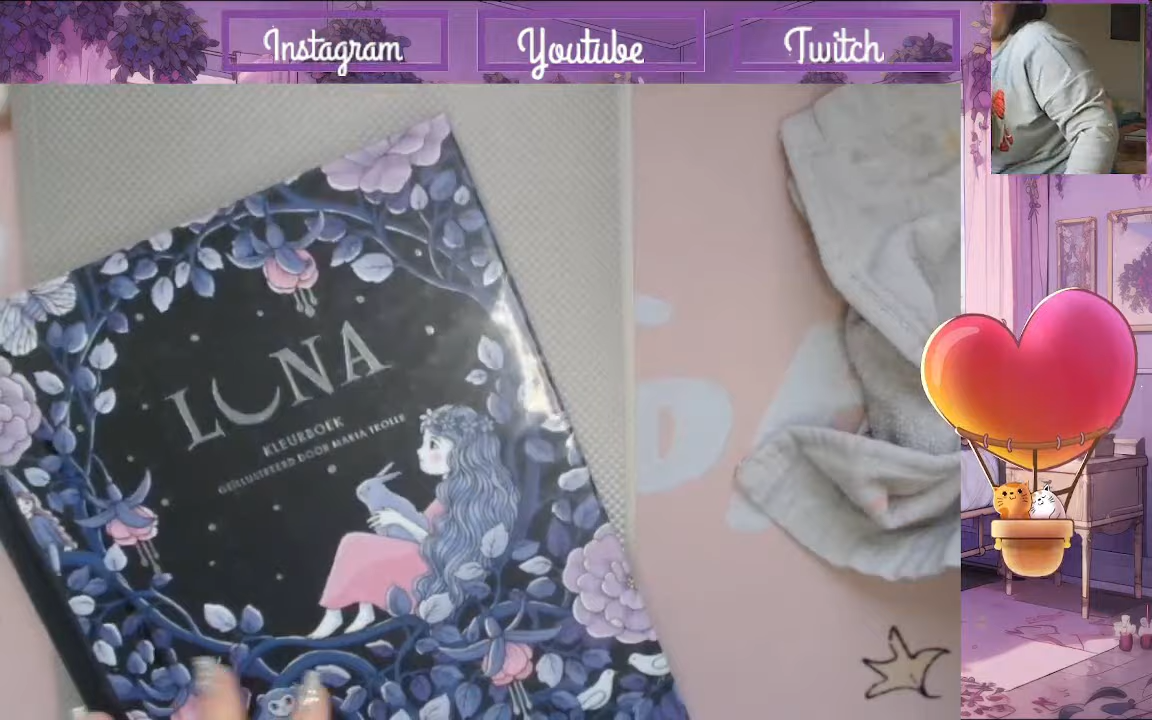 Instagram
Youtube
Twitch
LUNA
KLEURBOEK
GEÏLLUSTREERD DOOR MARIA TROLLE